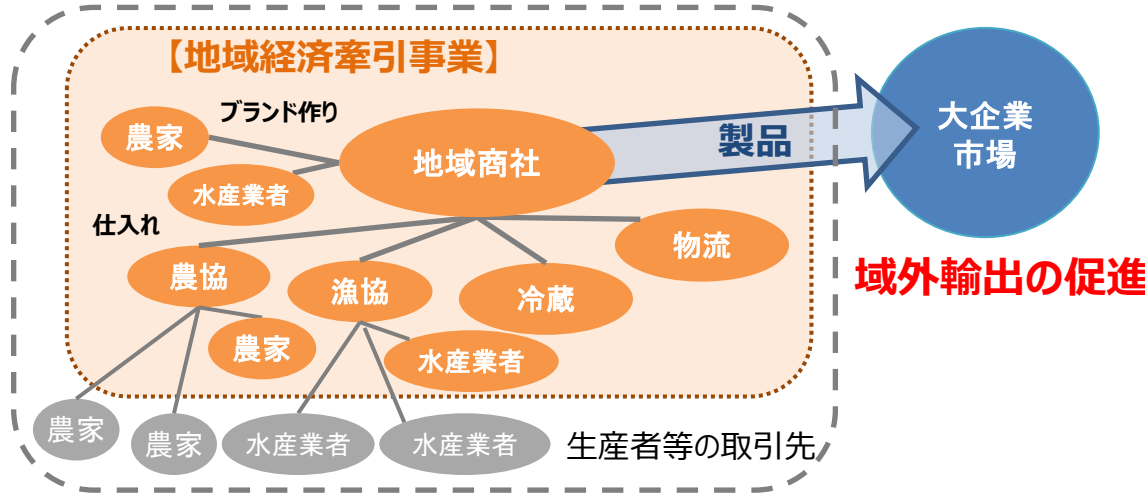 【地域経済牽引事業】
ブランド作り
農家
水産業者
地域商社
製品
大企業
市場
仕入れ
農協
漁協
冷蔵
物流
農家
水産業者
域外輸出の促進
農家
農家
水産業者
水産業者
生産者等の取引先